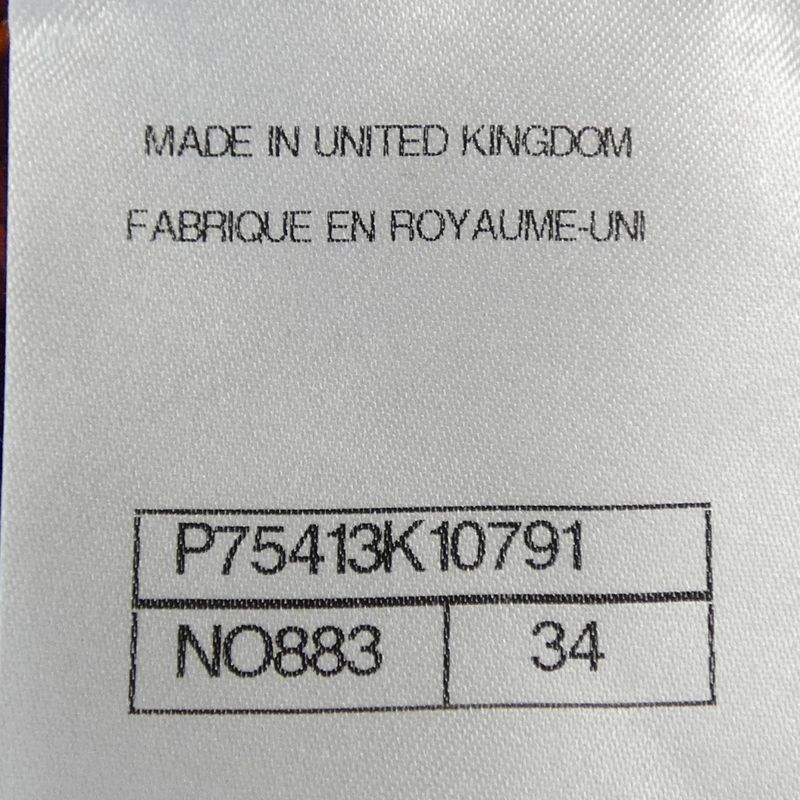 MADE IN UNITED KINGDOM
FABRIQUE EN ROYAUME-UNI
P75413K10791
NO883 34